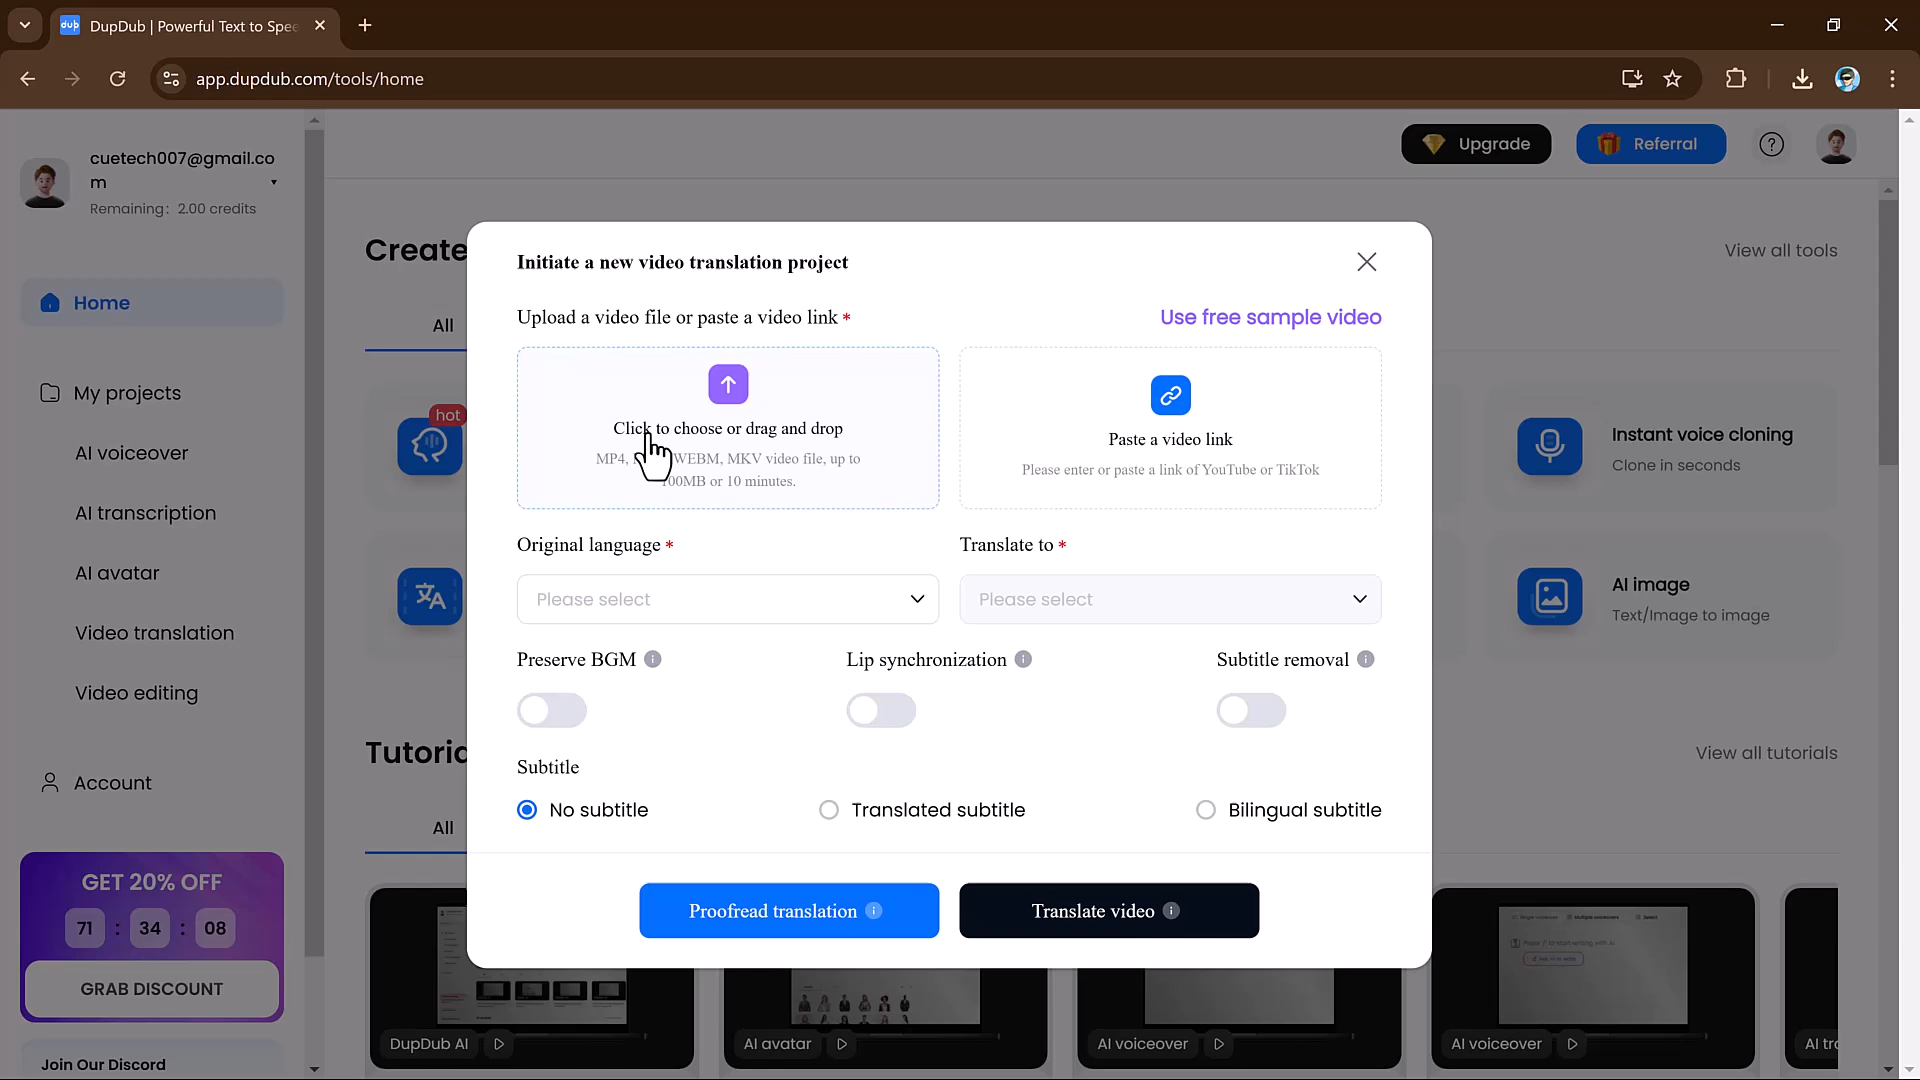 dub DupDub | Powerful Text to Spee
app.dupdub.com/tools/home
cuetech007@gmail.co
m
Remaining: 2.00 credits
Upgrade
Referral
Home
My projects
AI voiceover
AI transcription
AI avatar
Video translation
Video editing
Account
GET 20% OFF
71 : 34 : 08
GRAB DISCOUNT
Join Our Discord
Create
View all tools
All
hot
Instant voice cloning
Clone in seconds
AI image
Text/Image to image
Tutoria
View all tutorials
All
DupDub AI
AI avatar
AI voiceover
AI voiceover
AI tra
Initiate a new video translation project
Upload a video file or paste a video link *
Use free sample video
Click to choose or drag and drop
MP4, WEBM, MKV video file, up to
100MB or 10 minutes.
Paste a video link
Please enter or paste a link of YouTube or TikTok
Original language *
Translate to *
Please select
Please select
Preserve BGM
Lip synchronization
Subtitle removal
Subtitle
No subtitle
Translated subtitle
Bilingual subtitle
Proofread translation
Translate video